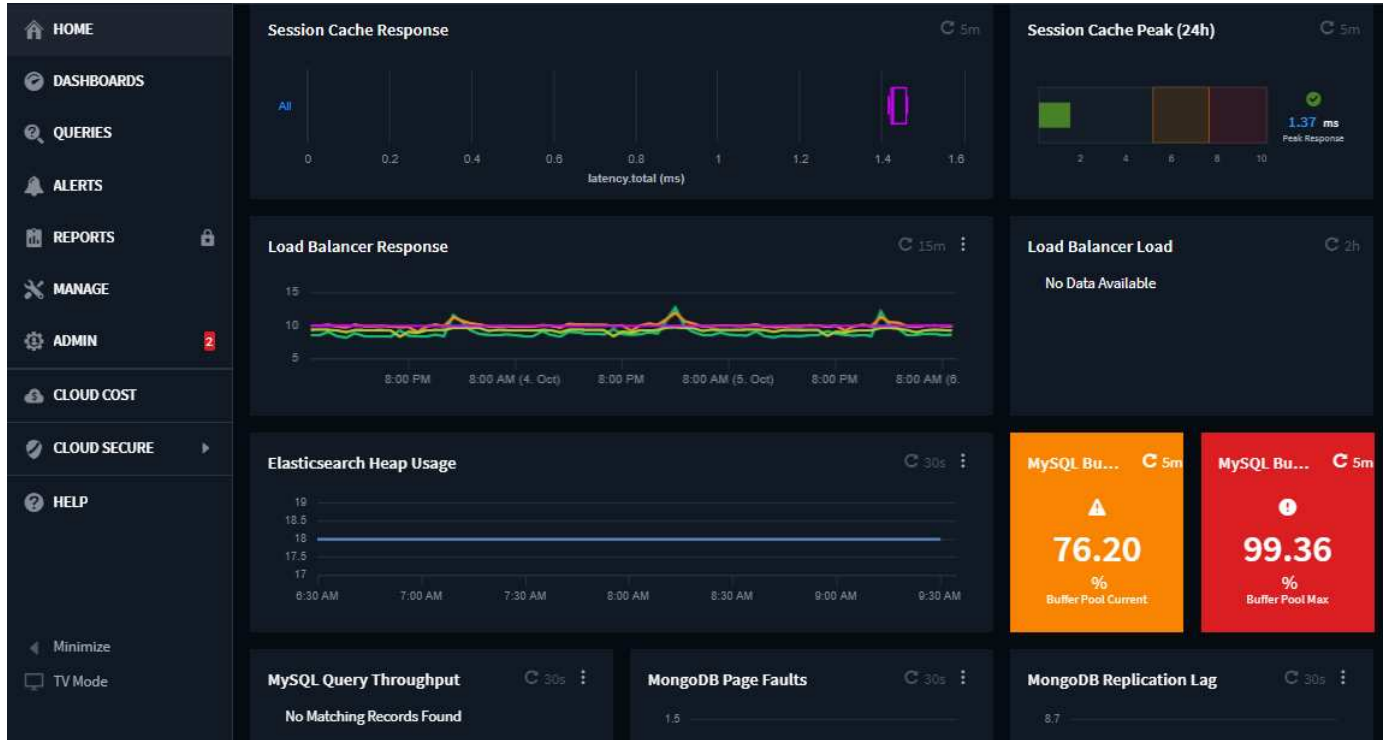 HOME
DASHBOARDS
QUERIES
ALERTS
REPORTS
MANAGE
ADMIN 2
CLOUD COST
CLOUD SECURE
HELP
Minimize
TV Mode
Session Cache Response 5m
All
0 0.2 0.4 0.6 0.8 1 1.2 1.4 1.6
latency.total (ms)
Session Cache Peak (24h) 5m
1.37 ms
Peak Response
2 4 6 8 10
Load Balancer Response 15m
15
10
5
8:00 PM 8:00 AM (4. Oct) 8:00 PM 8:00 AM (5. Oct) 8:00 PM 8:00 AM (6.
Load Balancer Load 2h
No Data Available
Elasticsearch Heap Usage 30s
19
18.5
18
17.5
17
6:30 AM 7:00 AM 7:30 AM 8:00 AM 8:30 AM 9:00 AM 9:30 AM
MySQL Bu... 5m
76.20
%
Buffer Pool Current
MySQL Bu... 5m
99.36
%
Buffer Pool Max
MySQL Query Throughput 30s
No Matching Records Found
MongoDB Page Faults 30s
1.5
MongoDB Replication Lag 30s
8.7